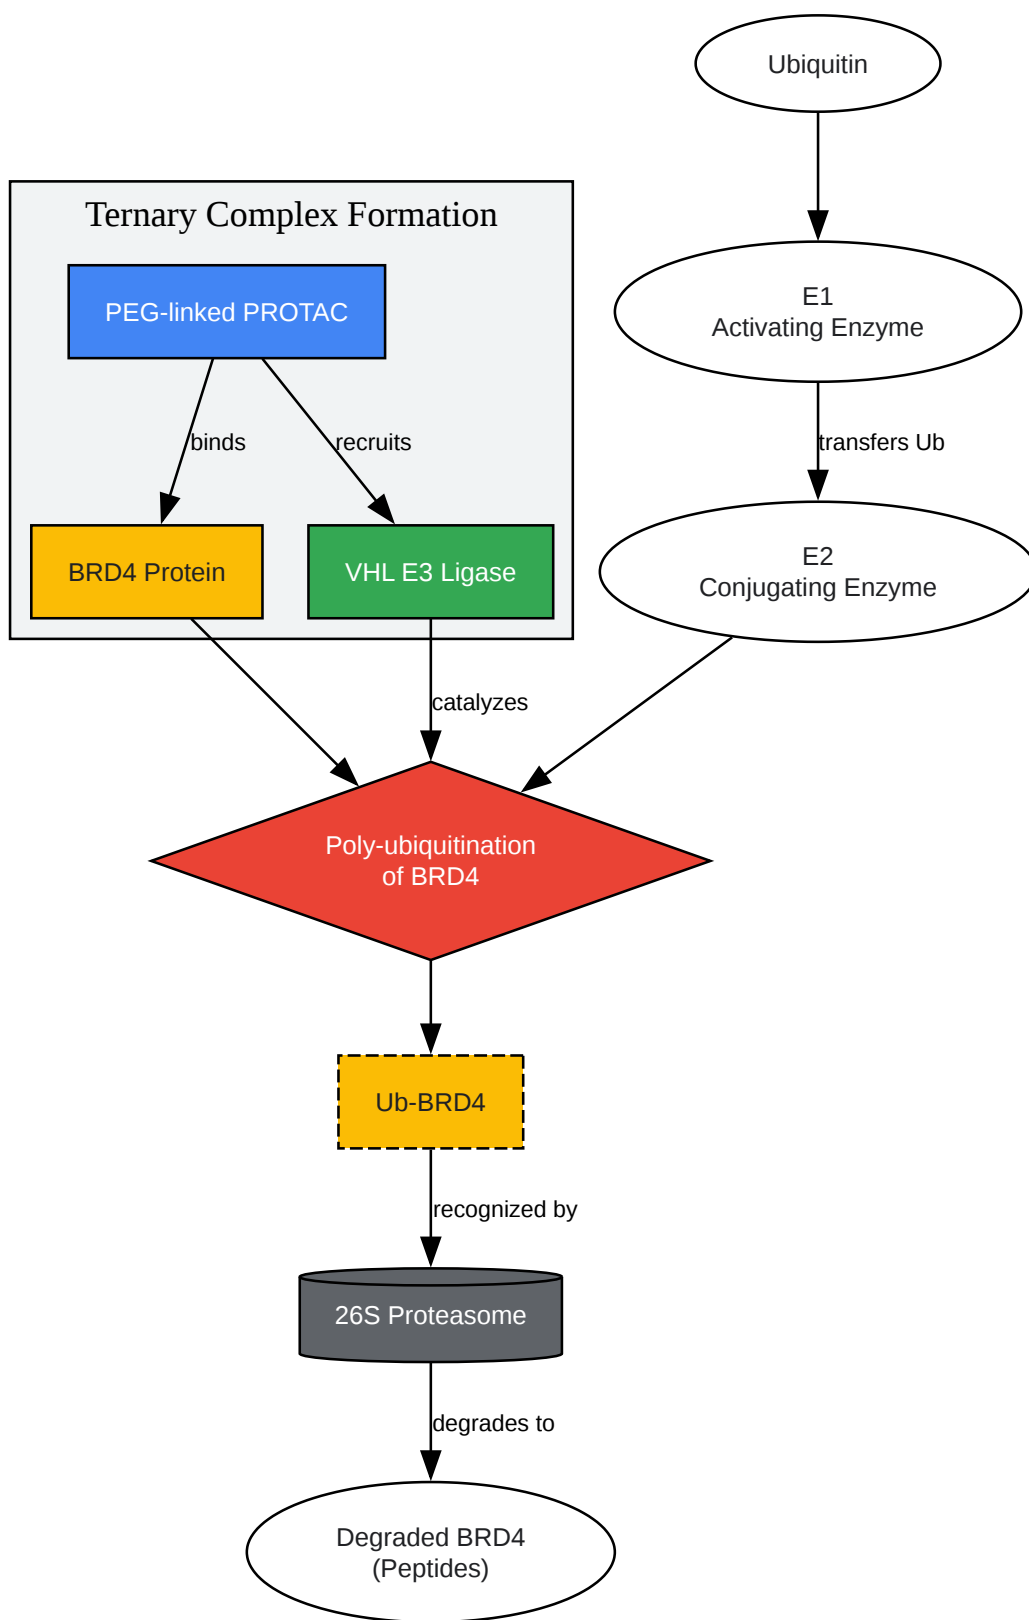 Ubiquitin
Ternary Complex Formation
PEG-linked PROTAC
E1
Activating Enzyme
binds
recruits
transfers Ub
BRD4 Protein
VHL E3 Ligase
E2
Conjugating Enzyme
catalyzes
Poly-ubiquitination
of BRD4
Ub-BRD4
recognized by
26S Proteasome
degrades to
Degraded BRD4
(Peptides)